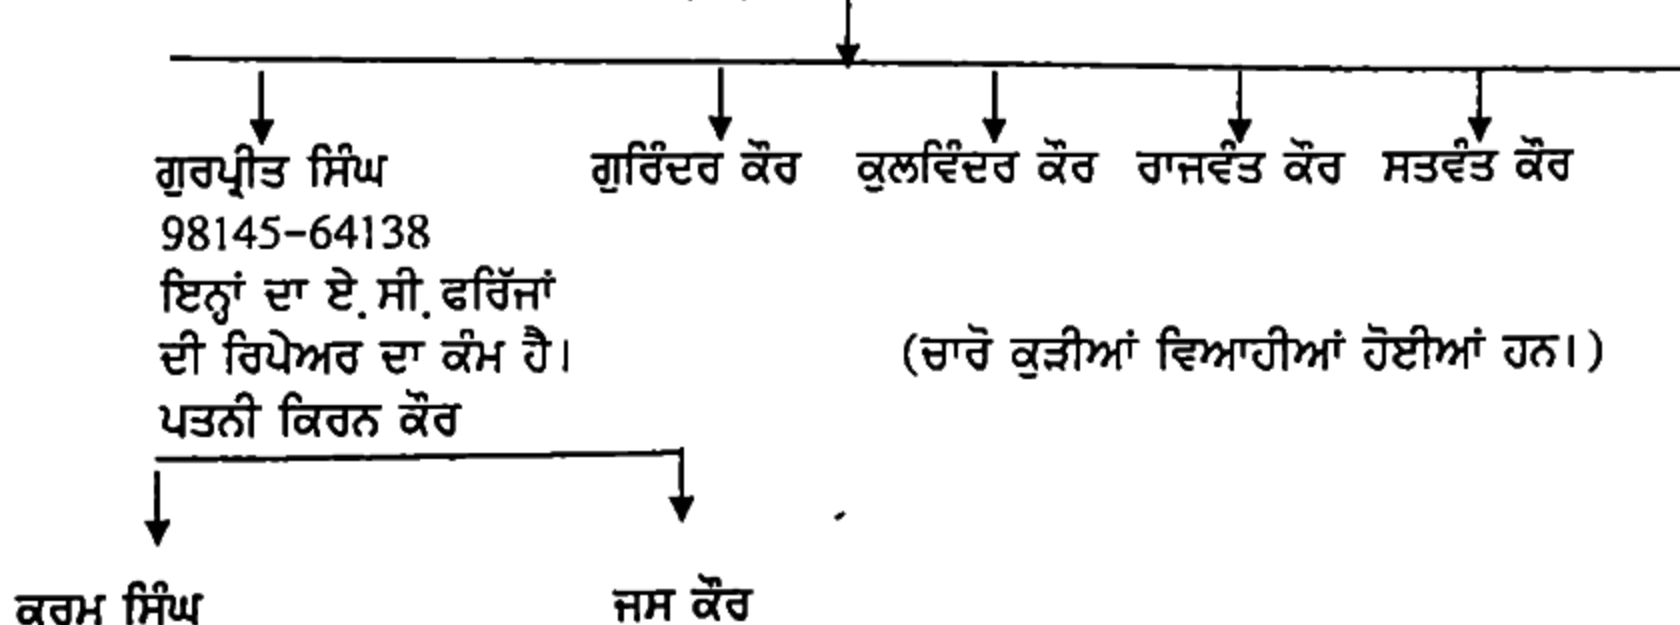 ਗੁਰਪ੍ਰੀਤ ਸਿੰਘ ਗੁਰਿੰਦਰ ਕੌਰ ਕੁਲਵਿੰਦਰ ਕੌਰ ਰਾਜਵੰਤ ਕੌਰ ਸਤਵੰਤ ਕੌਰ
98145-64138
ਇਨ੍ਹਾਂ ਦਾ ਏ.ਸੀ.ਫਰਿੱਜਾਂ
ਦੀ ਰਿਪੇਅਰ ਦਾ ਕੰਮ ਹੈ। (ਚਾਰੋ ਕੁੜੀਆਂ ਵਿਆਹੀਆਂ ਹੋਈਆਂ ਹਨ।)
ਪਤਨੀ ਕਿਰਨ ਕੌਰ
ਕਰਮ ਸਿੰਘ ਜਸ ਕੌਰ